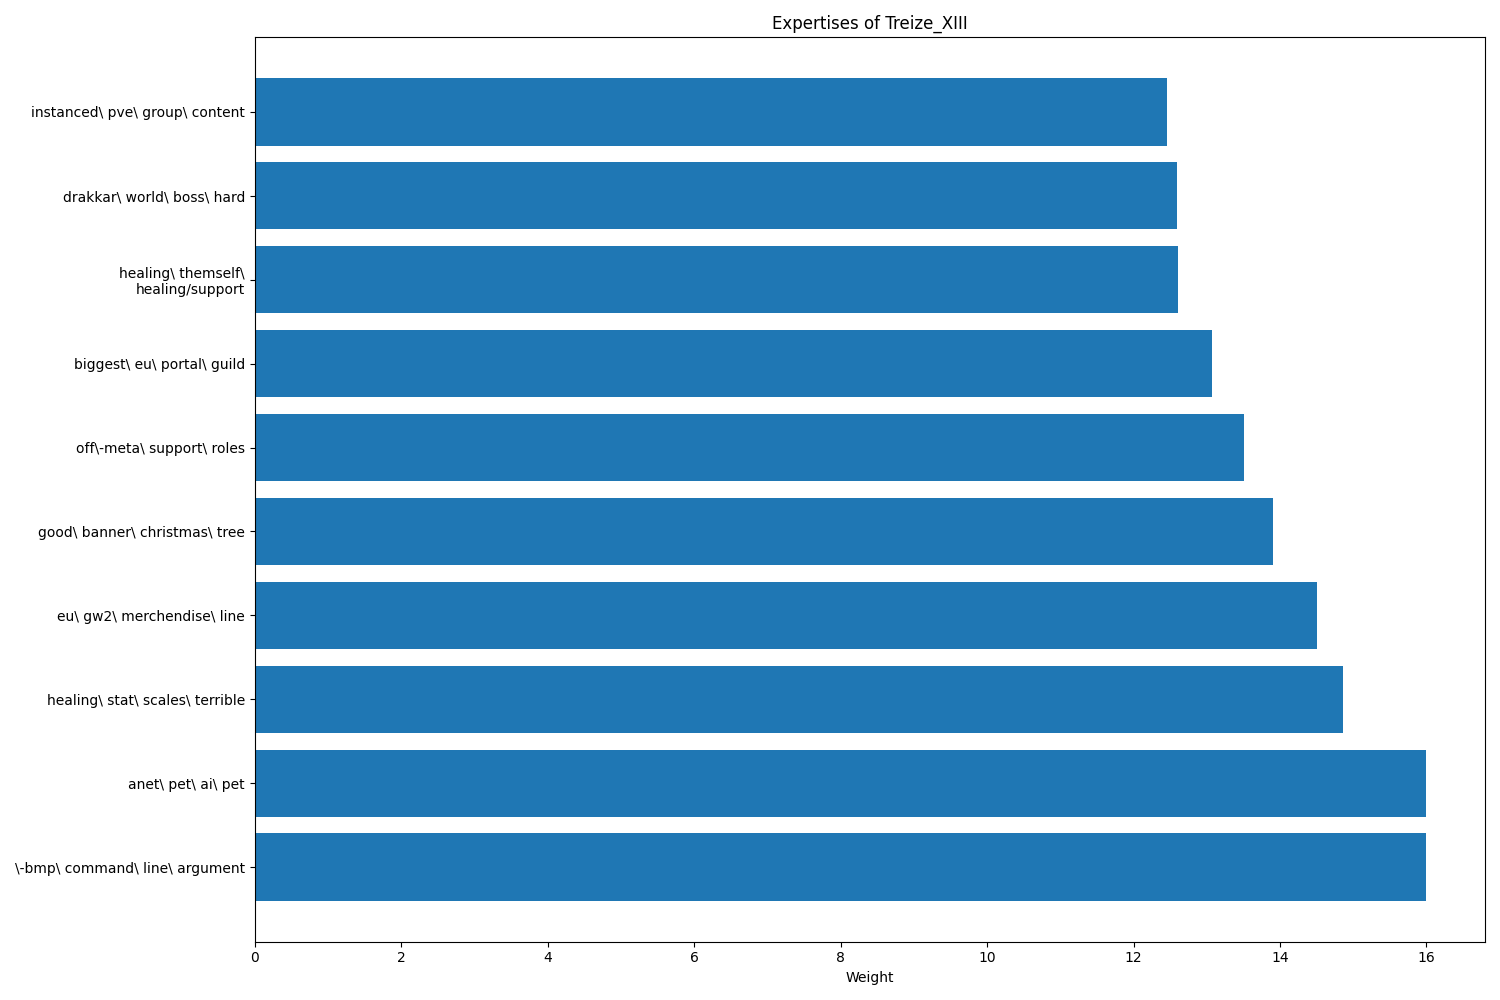 Expertises of Treize_XIII
instanced\ pve\ group\ content
drakkar\ world\ boss\ hard
healing\ themself\
healing/support
biggest\ eu\ portal\ guild
off\-meta\ support\ roles
good\ banner\ christmas\ tree
eu\ gw2\ merchendise\ line
healing\ stat\ scales\ terrible
anet\ pet\ ai\ pet
\-bmp\ command\ line\ argument
0 2 4 6 8 10 12 14 16
Weight